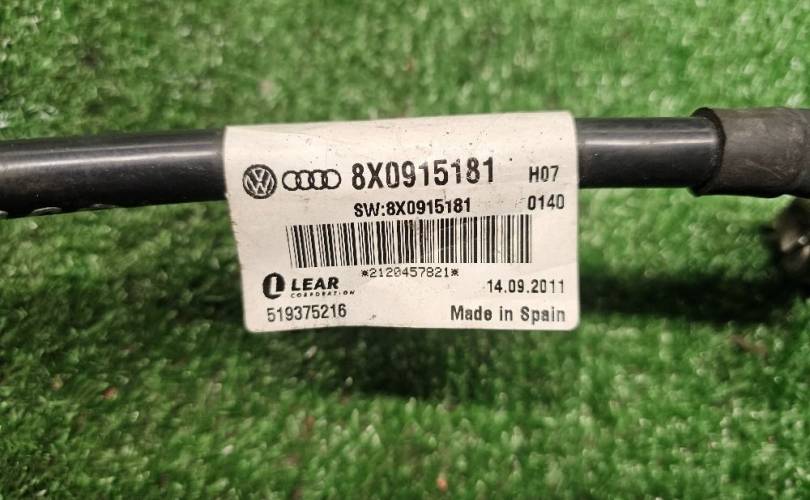 8X0915181 H07
SW:8X0915181 0140
*2120457821*
LEAR 14.09.2011
CORPORATION
519375216 Made in Spain